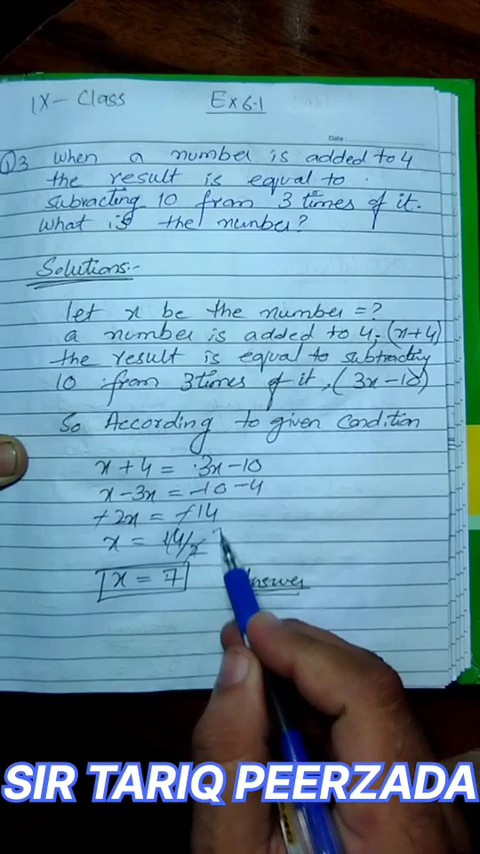 IX - Class Ex 6.1
Date:
Q3 When a number is added to 4
the result is equal to
subracting 10 from 3 times of it.
What is the number?
Solutions:-
let x be the number = ?
a number is added to 4, (x+4)
the result is equal to subtracting
10 from 3 times of it, (3x-10)
So According to given Condition
x + 4 = 3x - 10
x - 3x = -10 - 4
-2x = -14
x = 14/2
x = 7 Answer
SIR TARIQ PEERZADA